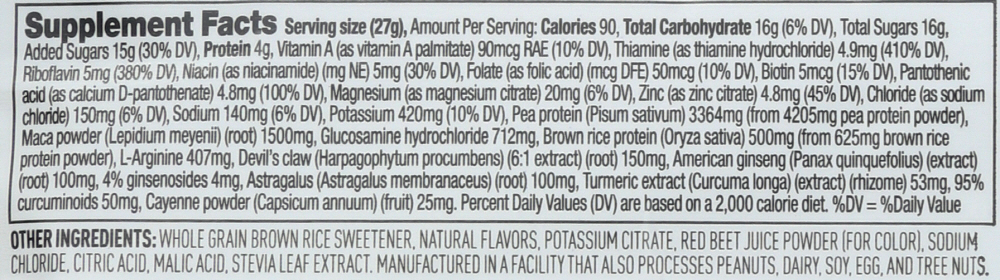 Supplement Facts Serving size (27g), Amount Per Serving: Calories 90, Total Carbohydrate 16g (6% DV), Total Sugars 16g,
Added Sugars 15g (30% DV), Protein 4g, Vitamin A (as vitamin A palmitate) 90mcg RAE (10% DV), Thiamine (as thiamine hydrochloride) 4.9mg (410% DV),
Riboflavin 5mg (380% DV), Niacin (as niacinamide) (mg NE) 5mg (30% DV), Folate (as folic acid) (mcg DFE) 50mcg (10% DV), Biotin 5mcg (15% DV), Pantothenic
acid (as calcium D-pantothenate) 4.8mg (100% DV), Magnesium (as magnesium citrate) 20mg (6% DV), Zinc (as zinc citrate) 4.8mg (45% DV), Chloride (as sodium
chloride) 150mg (6% DV), Sodium 140mg (6% DV), Potassium 420mg (10% DV), Pea protein (Pisum sativum) 3364mg (from 4205mg pea protein powder),
Maca powder (Lepidium meyenii) (root) 1500mg, Glucosamine hydrochloride 712mg, Brown rice protein (Oryza sativa) 500mg (from 625mg brown rice
protein powder), L-Arginine 407mg, Devil's claw (Harpagophytum procumbens) (6:1 extract) (root) 150mg, American ginseng (Panax quinquefolius) (extract)
(root) 100mg, 4% ginsenosides 4mg, Astragalus (Astragalus membranaceus) (root) 100mg, Turmeric extract (Curcuma longa) (extract) (rhizome) 53mg, 95%
curcuminoids 50mg, Cayenne powder (Capsicum annuum) (fruit) 25mg. Percent Daily Values (DV) are based on a 2,000 calorie diet. %DV = %Daily Value
OTHER INGREDIENTS: WHOLE GRAIN BROWN RICE SWEETENER, NATURAL FLAVORS, POTASSIUM CITRATE, RED BEET JUICE POWDER (FOR COLOR), SODIUM
CHLORIDE, CITRIC ACID, MALIC ACID, STEVIA LEAF EXTRACT. MANUFACTURED IN A FACILITY THAT ALSO PROCESSES PEANUTS, DAIRY, SOY, EGG, AND TREE NUTS.